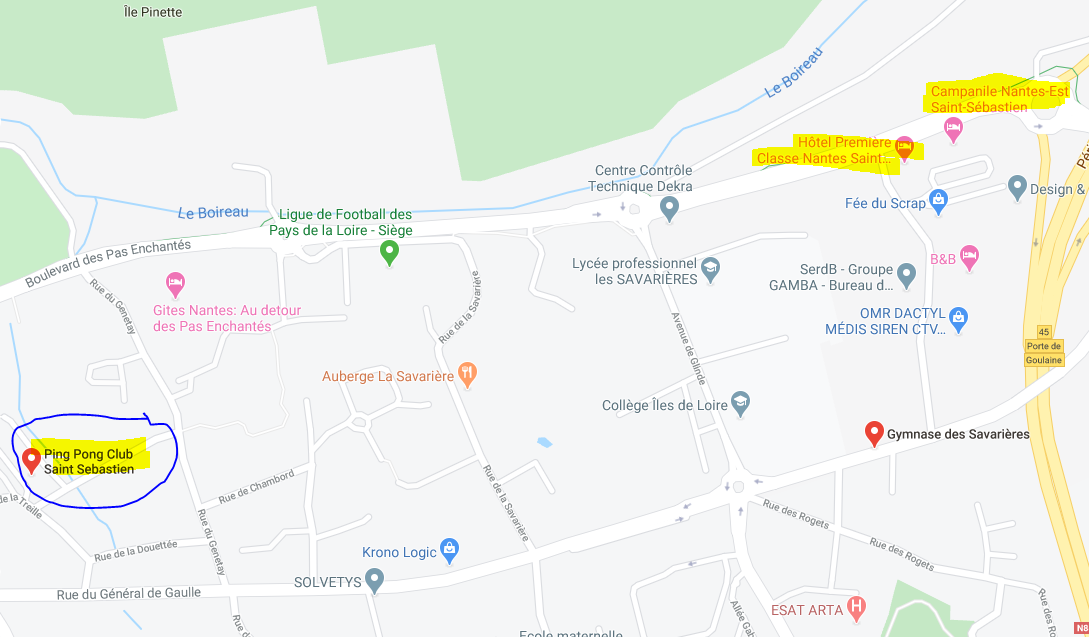 Île Pinette
Le Boireau
Campanile-Nantes-Est
Saint-Sébastien
Hôtel Première
Classe Nantes Saint...
Centre Contrôle
Technique Dekra
Design &
Fée du Scrap
Le Boireau
Ligue de Football des
Pays de la Loire - Siège
Boulevard des Pas Enchantés
B&B
Lycée professionnel
les SAVARIÈRES
SerdB - Groupe
GAMBA - Bureau d...
Rue du Genetay
Gites Nantes: Au detour
des Pas Enchantés
Rue de la Savarière
OMR DACTYL
MÉDIS SIREN CTV...
Avenue de Glinde
45
Porte de
Goulaine
Auberge La Savarière
Collège Îles de Loire
Gymnase des Savarières
Ping Pong Club
Saint Sebastien
de la Treille
Rue de Chambord
Rue de la Savarière
Rue des Rogets
Rue du Genetay
Rue de la Douettée
Krono Logic
Rue des Rogets
SOLVETYS
Rue du Général de Gaulle
ESAT ARTA
Rue d
Allée Gab
Rue des Ro
N8
Ecole maternelle